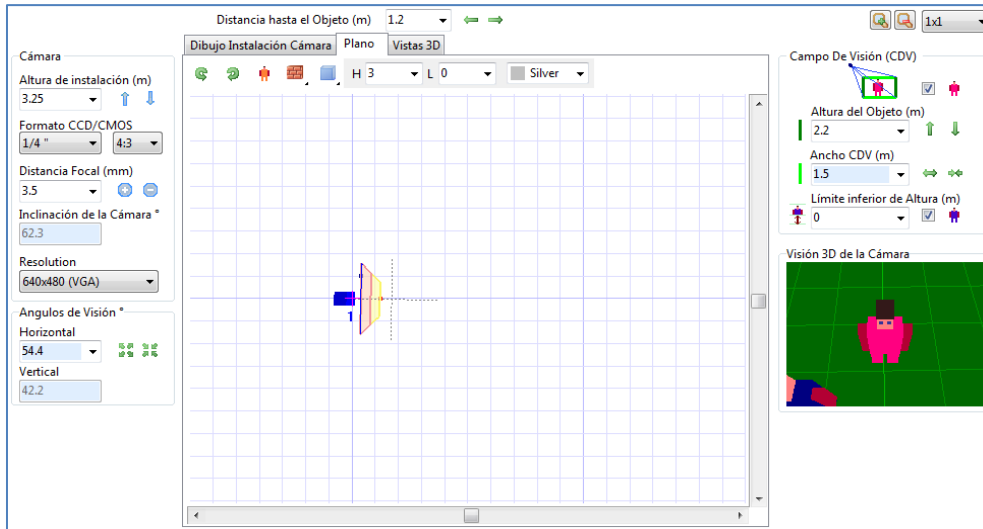 Distancia hasta el Objeto (m) 1.2
1x1
Dibujo Instalación Cámara Plano Vistas 3D
H 3 L 0 Silver
Cámara
Altura de instalación (m)
3.25
Formato CCD/CMOS
1/4 " 4:3
Distancia Focal (mm)
3.5
Inclinación de la Cámara °
62.3
Resolution
640x480 (VGA)
Angulos de Visión °
Horizontal
54.4
Vertical
42.2
1
Campo De Visión (CDV)
Altura del Objeto (m)
2.2
Ancho CDV (m)
1.5
Límite inferior de Altura (m)
0
Visión 3D de la Cámara